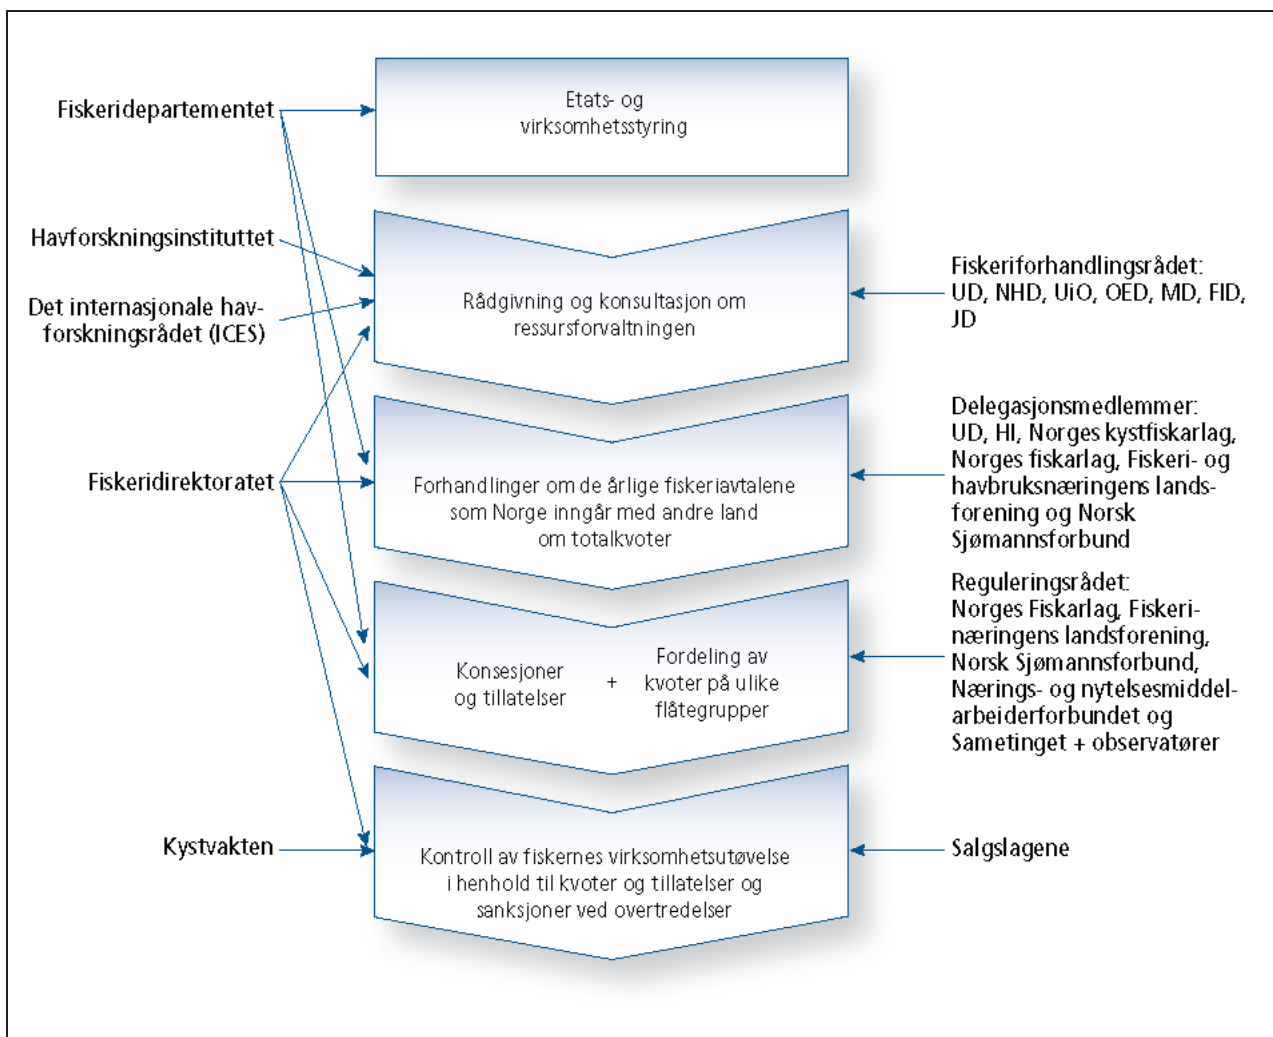 Fiskeridepartementet
Etats- og
virksomhetsstyring
Havforskningsinstituttet
Det internasjonale hav-
forskningsrådet (ICES)
Rådgivning og konsultasjon om
ressursforvaltningen
Fiskeriforhandlingsrådet:
UD, NHD, UiO, OED, MD, FID,
JD
Fiskeridirektoratet
Forhandlinger om de årlige fiskeriavtalene
som Norge inngår med andre land
om totalkvoter
Delegasjonsmedlemmer:
UD, HI, Norges kystfiskarlag,
Norges fiskarlag, Fiskeri- og
havbruksnæringens lands-
forening og Norsk
Sjømannsforbund
Konsesjoner
og tillatelser
+
Fordeling av
kvoter på ulike
flåtegrupper
Reguleringsrådet:
Norges Fiskarlag, Fiskeri-
næringens landsforening,
Norsk Sjømannsforbund,
Nærings- og nytelsesmiddel-
arbeiderforbundet og
Sametinget + observatører
Kystvakten
Kontroll av fiskernes virksomhetsutøvelse
i henhold til kvoter og tillatelser og
sanksjoner ved overtredelser
Salgslagene